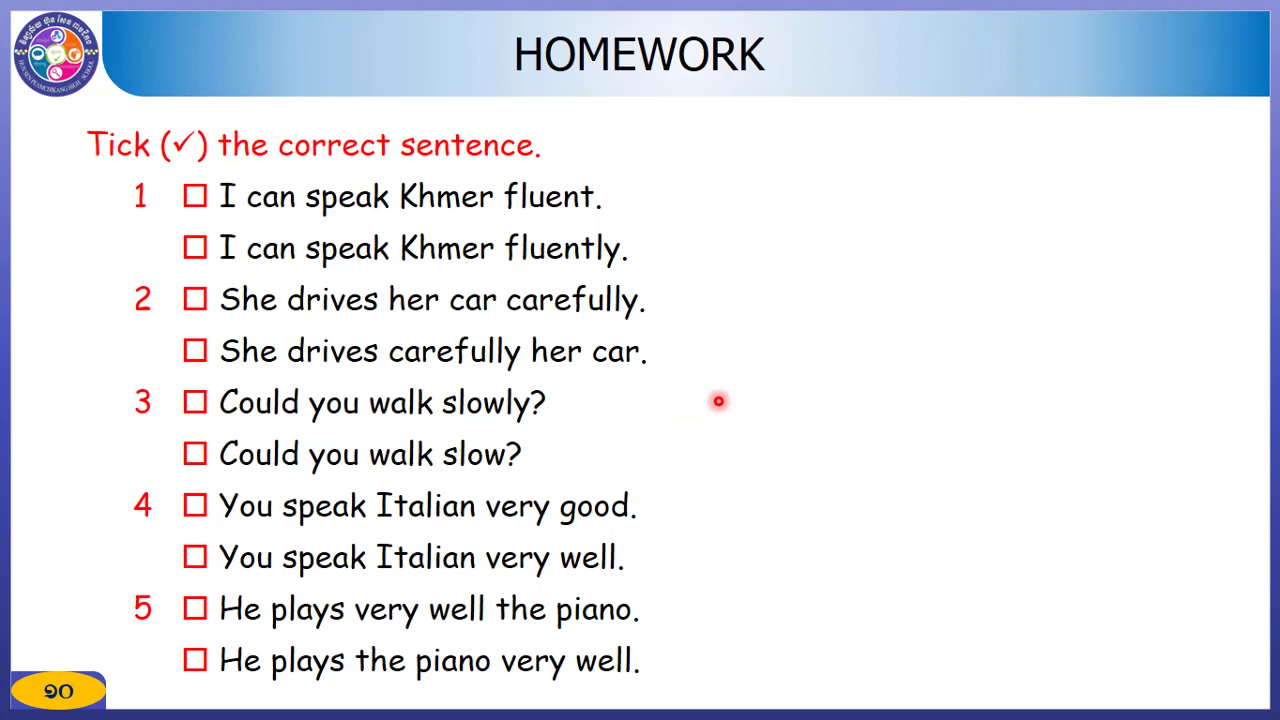 HOMEWORK
Tick (✓) the correct sentence.
1 □ I can speak Khmer fluent.
□ I can speak Khmer fluently.
2 □ She drives her car carefully.
□ She drives carefully her car.
3 □ Could you walk slowly?
□ Could you walk slow?
4 □ You speak Italian very good.
□ You speak Italian very well.
5 □ He plays very well the piano.
□ He plays the piano very well.
១០